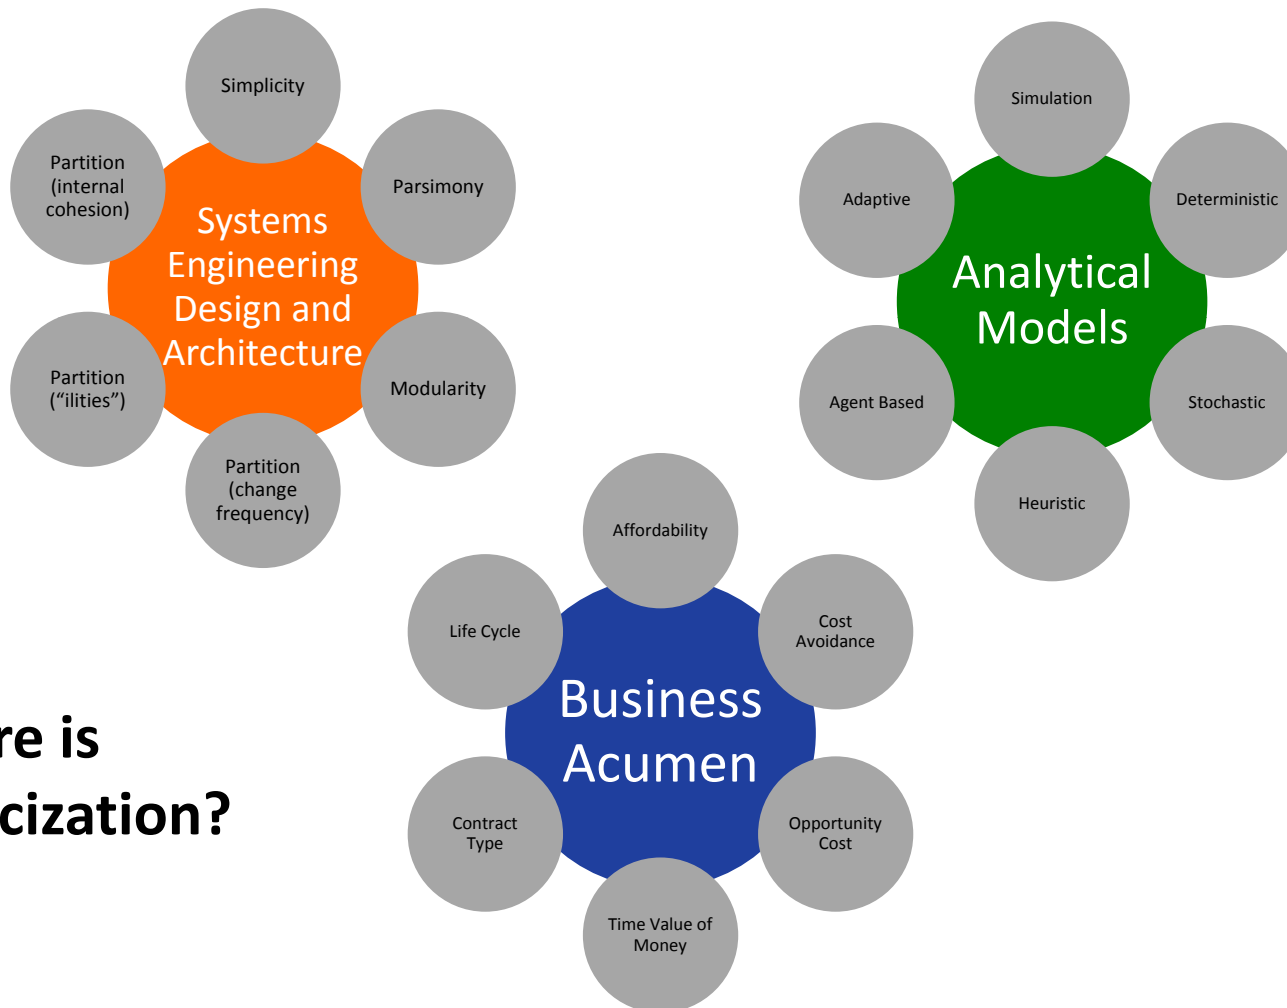 Simplicity
Parsimony
Modularity
Partition
(change
frequency)
Partition
(“ilities”)
Partition
(internal
cohesion)
Systems
Engineering
Design and
Architecture
Simulation
Deterministic
Stochastic
Heuristic
Agent Based
Adaptive
Analytical
Models
Affordability
Cost
Avoidance
Opportunity
Cost
Time Value of
Money
Contract
Type
Life Cycle
Business
Acumen
re is
cization?